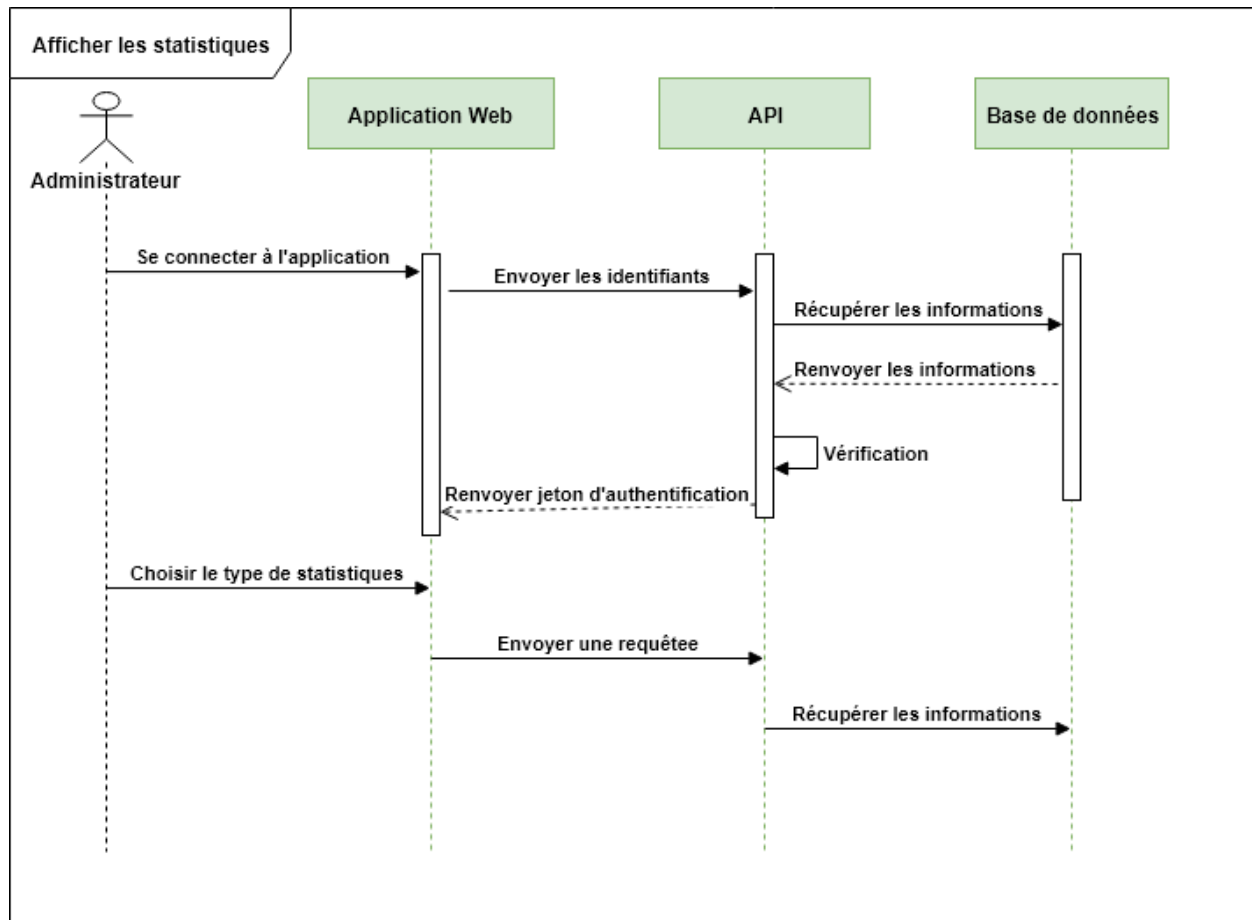 Afficher les statistiques
Application Web
API
Base de données
Administrateur
Se connecter à l'application
Envoyer les identifiants
Récupérer les informations
Renvoyer les informations
Vérification
Renvoyer jeton d'authentification
Choisir le type de statistiques
Envoyer une requêtee
Récupérer les informations